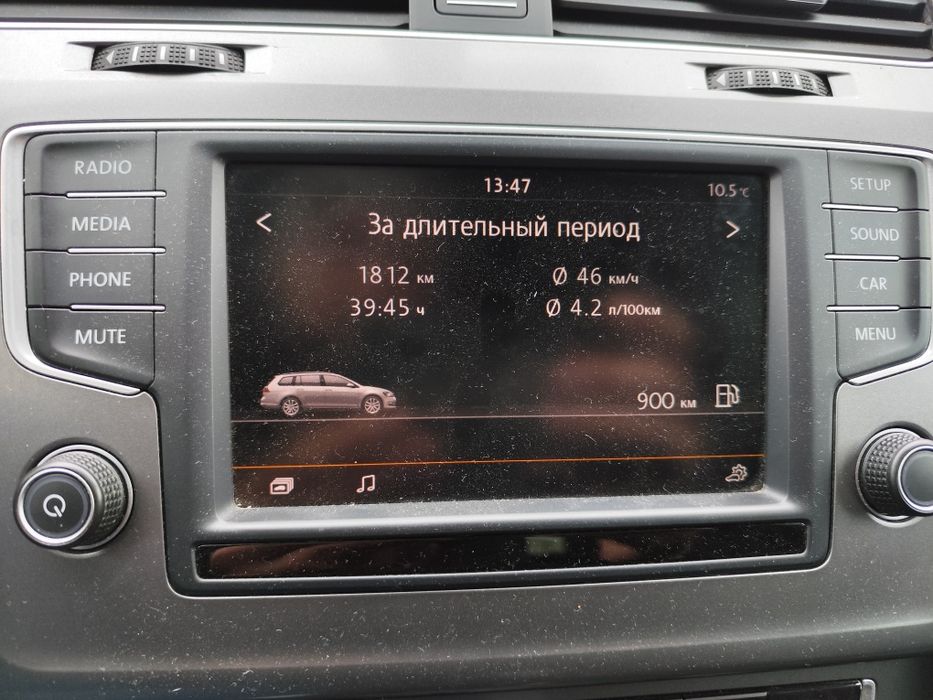 RADIO
MEDIA
PHONE
MUTE
13:47
10.5 °C
За длительный период
1812 км
Ø 46 км/ч
39:45 ч
Ø 4.2 л/100км
900 км
SETUP
SOUND
CAR
MENU